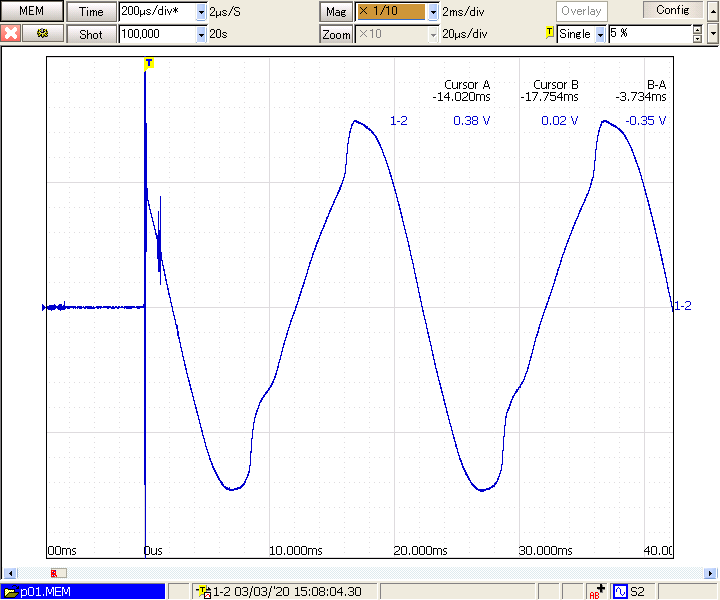 MEM Time 200µs/div* 2µs/S Mag × 1/10 2ms/div Overlay Config
Shot 100,000 20s Zoom ×10 20µs/div T Single 5 %
T
Cursor A Cursor B B-A
-14.020ms -17.754ms -3.734ms
1-2 0.38 V 0.02 V -0.35 V
1-2
00ms 0us 10.000ms 20.000ms 30.000ms 40.00
p01.MEM 1-2 03/03/'20 15:08:04.30 AB S2